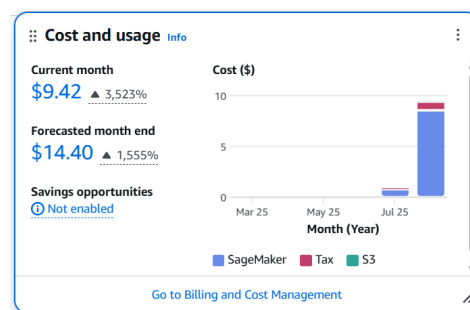 Cost and usage Info
Current month
$9.42 ▲ 3,523%
Forecasted month end
$14.40 ▲ 1,555%
Savings opportunities
Not enabled
Cost ($)
10
5
0
Mar 25 May 25 Jul 25
Month (Year)
SageMaker Tax S3
Go to Billing and Cost Management